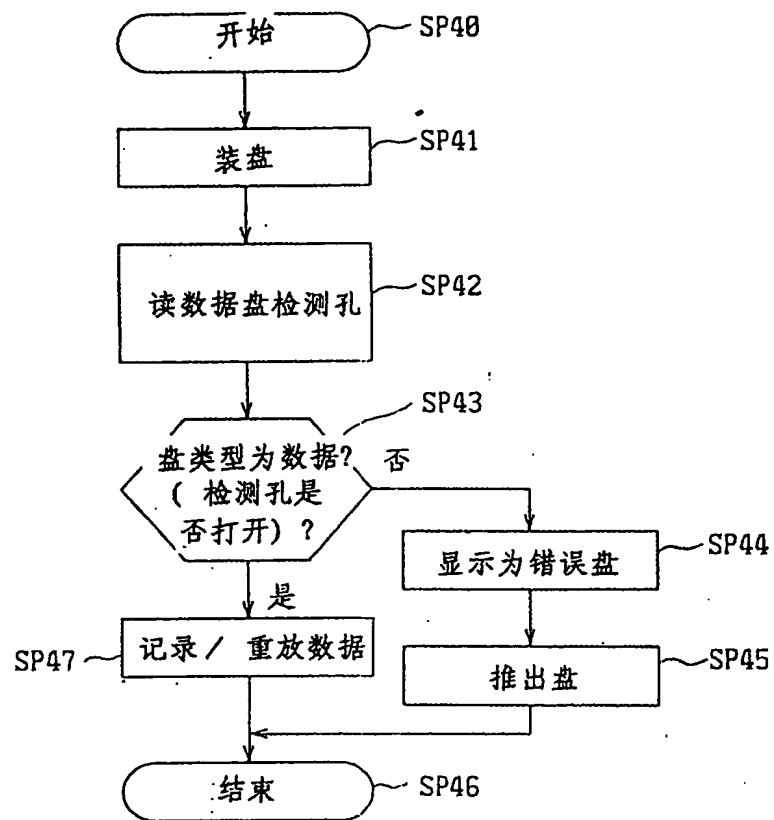 开始
SP40
装盘
SP41
读数据盘检测孔
SP42
SP43
盘类型为数据?
(检测孔是
否打开)?
否
是
显示为错误盘
SP44
SP47
记录/ 重放数据
推出盘
SP45
结束
SP46